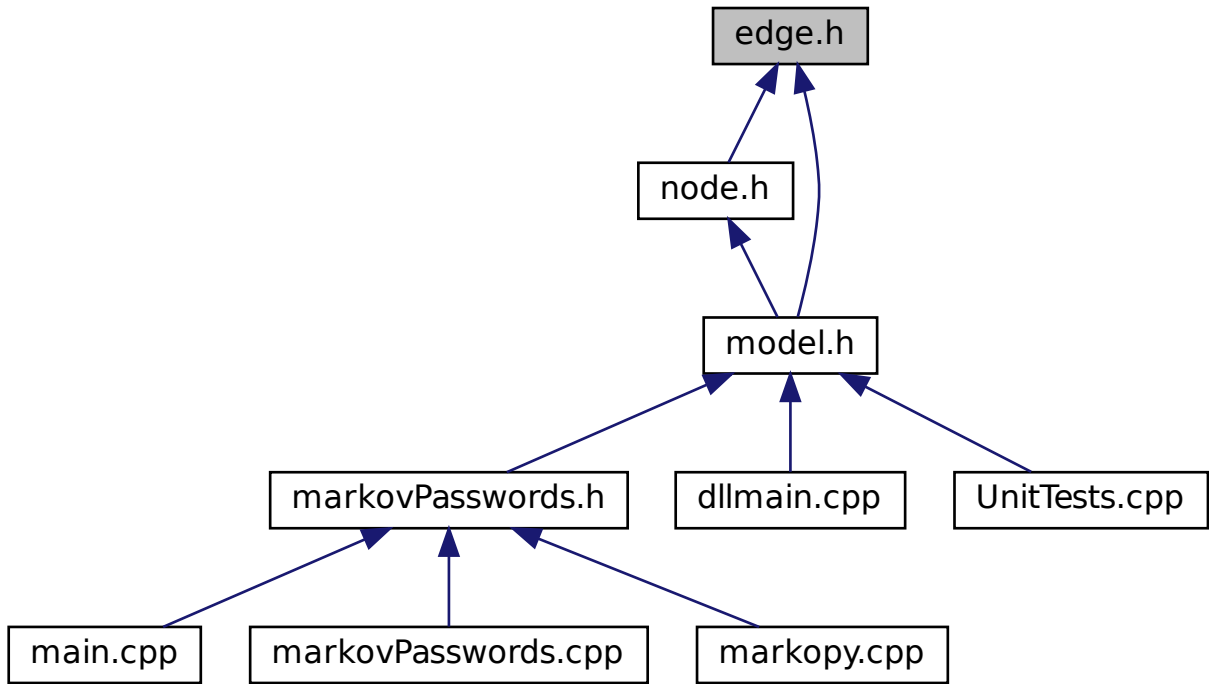 edge.h
node.h
model.h
markovPasswords.h
dllmain.cpp
UnitTests.cpp
main.cpp
markovPasswords.cpp
markopy.cpp